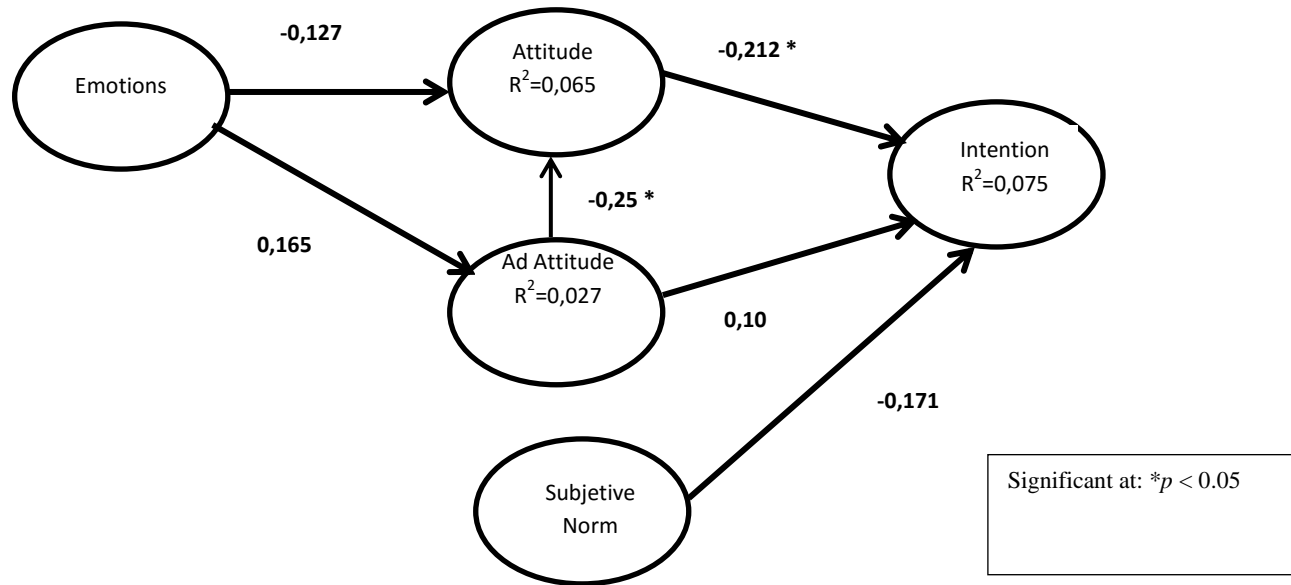 -0,127
Attitude
R²=0,065
-0,212 *
Emotions
Intention
R²=0,075
-0,25 *
0,165
Ad Attitude
R²=0,027
0,10
-0,171
Subjetive
Norm
Significant at: *p < 0.05